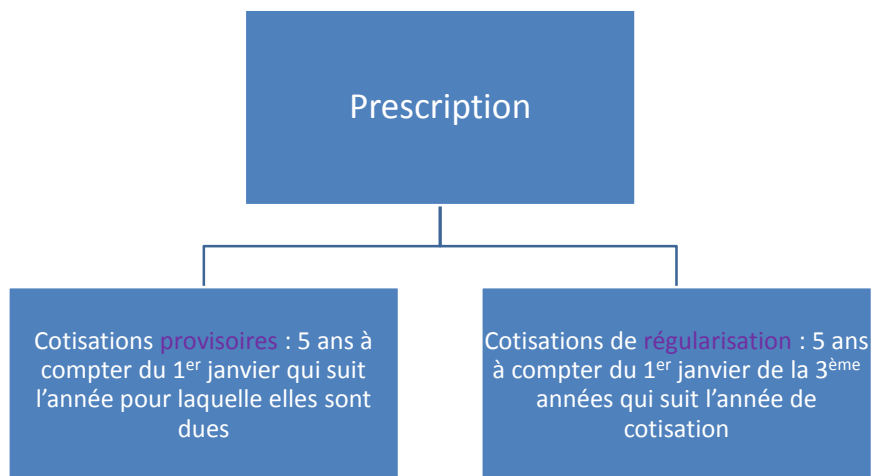 Prescription
Cotisations provisoires : 5 ans à
compter du 1er janvier qui suit
l’année pour laquelle elles sont
dues
Cotisations de régularisation : 5 ans
à compter du 1er janvier de la 3ème
années qui suit l’année de
cotisation